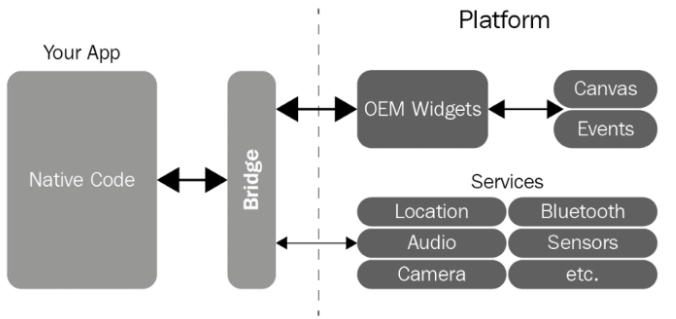 Platform
Your App
Native Code
Bridge
OEM Widgets
Canvas
Events
Services
Location
Bluetooth
Audio
Sensors
Camera
etc.